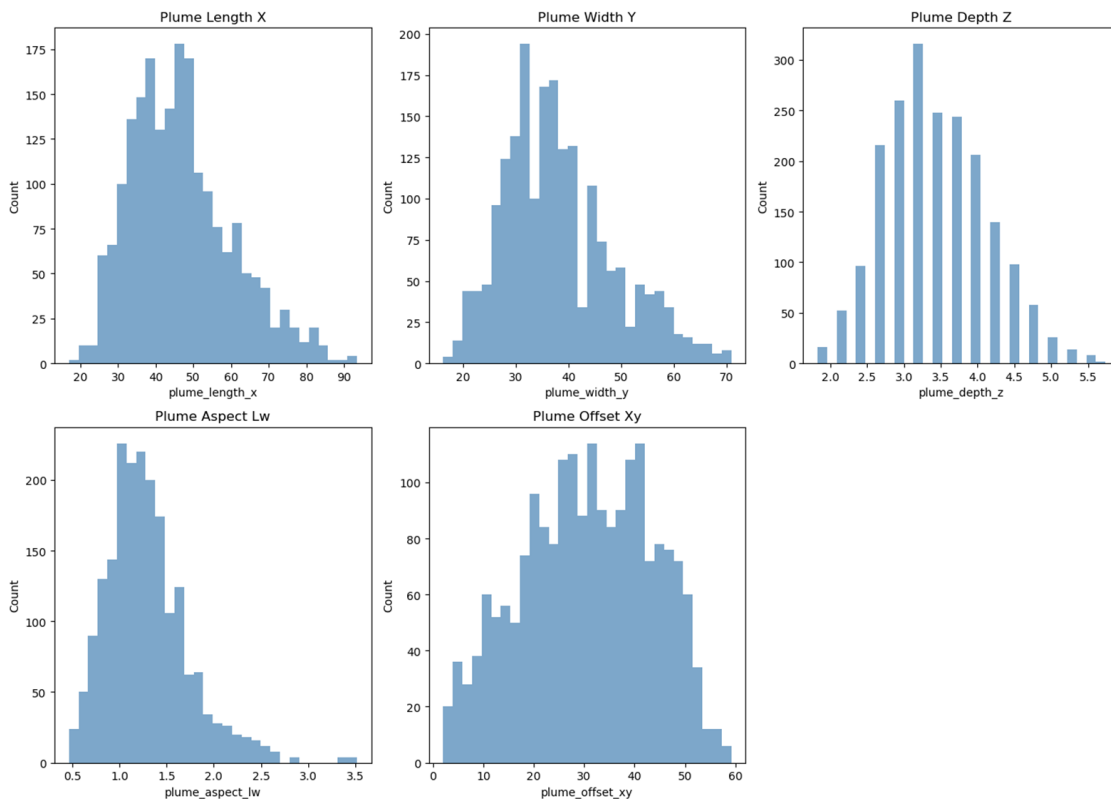 Plume Length X
175
150
125
100
75
50
25
0
Count
20 30 40 50 60 70 80 90
plume_length_x
Plume Width Y
200
175
150
125
100
75
50
25
0
Count
20 30 40 50 60 70
plume_width_y
Plume Depth Z
300
250
200
150
100
50
0
Count
2.0 2.5 3.0 3.5 4.0 4.5 5.0 5.5
plume_depth_z
Plume Aspect Lw
200
150
100
50
0
Count
0.5 1.0 1.5 2.0 2.5 3.0 3.5
plume_aspect_lw
Plume Offset Xy
100
80
60
40
20
0
Count
0 10 20 30 40 50 60
plume_offset_xy